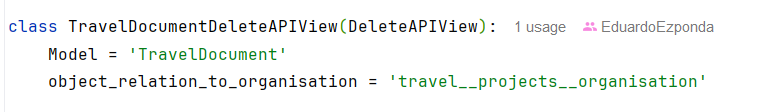 class TravelDocumentDeleteAPIView(DeleteAPIView): 1 usage EduardoEzponda
Model = 'TravelDocument'
object_relation_to_organisation = 'travel__projects__organisation'